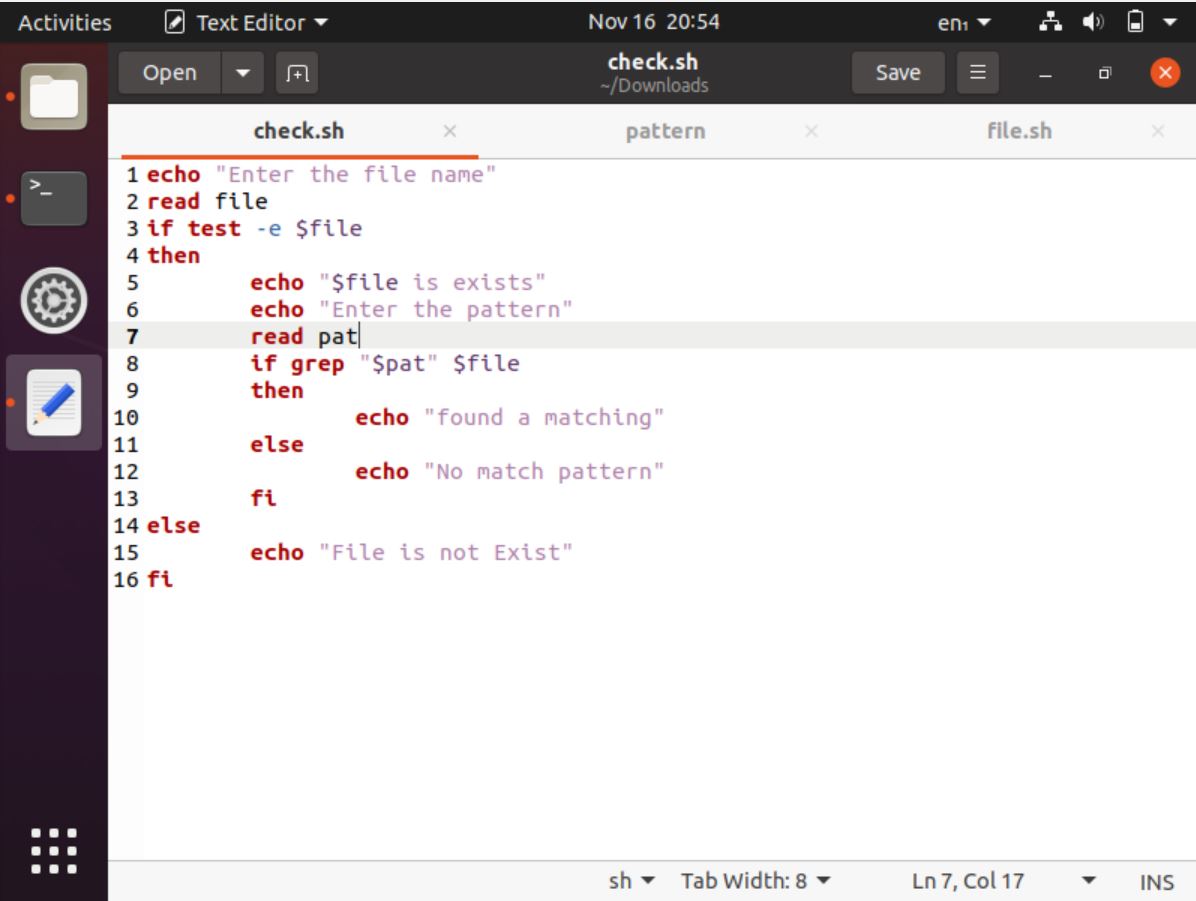 Activities Text Editor Nov 16 20:54 en₁
Open check.sh Save
~/Downloads
check.sh pattern file.sh
1 echo "Enter the file name"
2 read file
3 if test -e $file
4 then
5 echo "$file is exists"
6 echo "Enter the pattern"
7 read pat
8 if grep "$pat" $file
9 then
10 echo "found a matching"
11 else
12 echo "No match pattern"
13 fi
14 else
15 echo "File is not Exist"
16 fi
sh Tab Width: 8 Ln 7, Col 17 INS